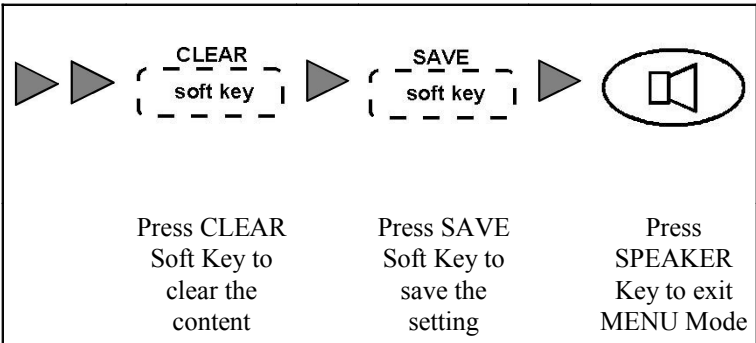 CLEAR
soft key
SAVE
soft key
Press CLEAR
Soft Key to
clear the
content
Press SAVE
Soft Key to
save the
setting
Press
SPEAKER
Key to exit
MENU Mode